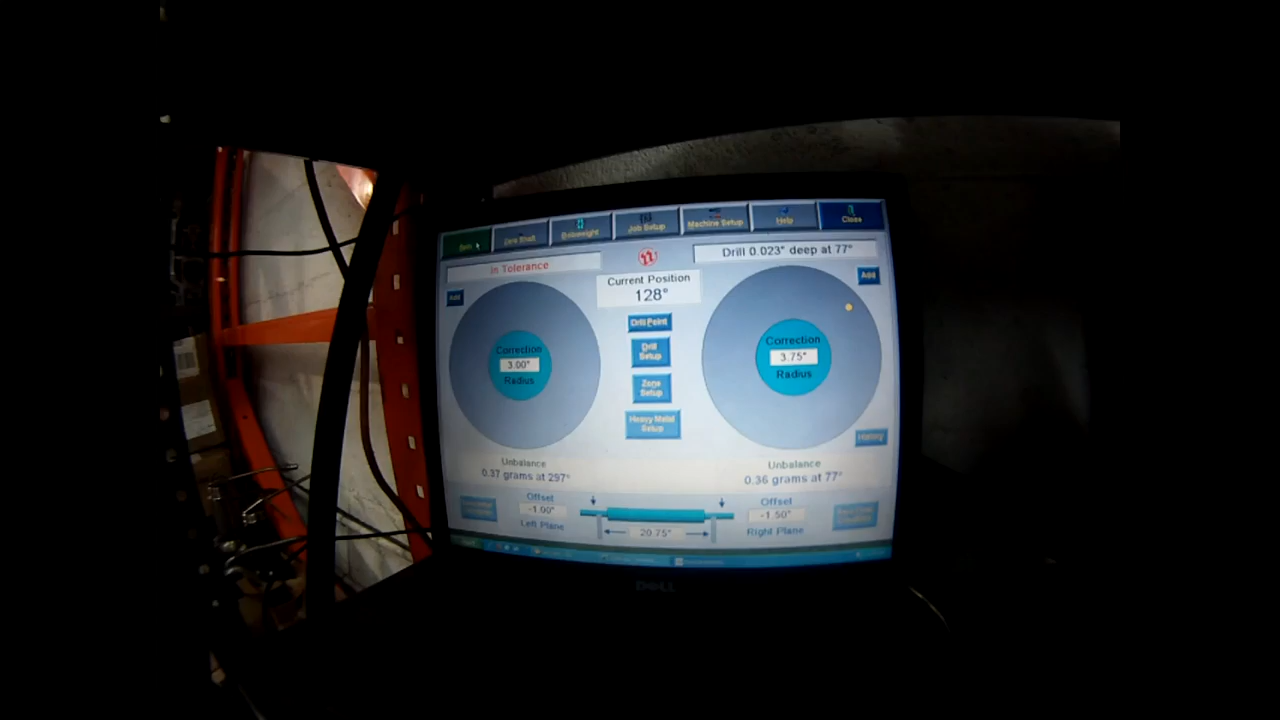 Spin
Zero Shaft
Bobweight
Job Setup
Machine Setup
Help
Close
In Tolerance
Drill 0.023" deep at 77°
Current Position
128°
Add
Add
Drill Point
Drill
Setup
Zone
Setup
Heavy Metal
Setup
Correction
3.00"
Radius
Correction
3.75"
Radius
History
Unbalance
0.37 grams at 297°
Unbalance
0.36 grams at 77°
Offset
-1.00"
Left Plane
20.75"
Offset
-1.50"
Right Plane
DELL